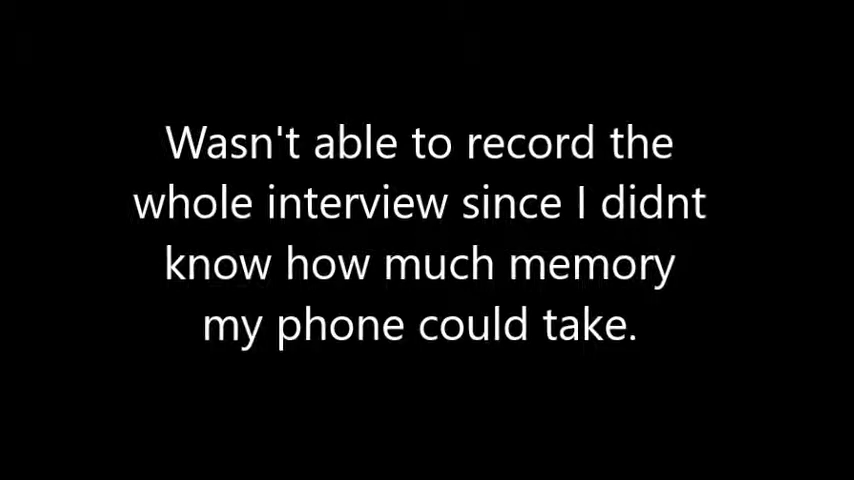 Wasn't able to record the
whole interview since I didnt
know how much memory
my phone could take.